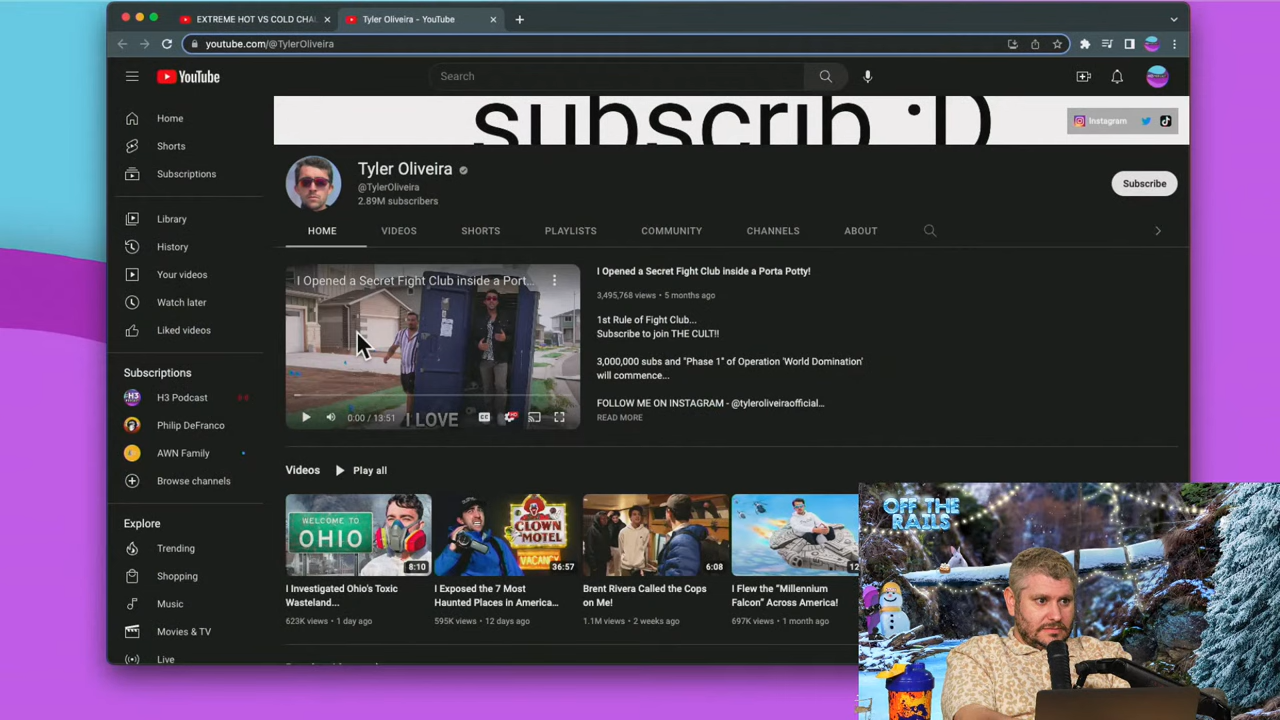 EXTREME HOT VS COLD CHAL
Tyler Oliveira - YouTube
youtube.com/@TylerOliveira
YouTube
Search
subscrib :D
Instagram
Home
Shorts
Subscriptions
Library
History
Your videos
Watch later
Liked videos
Subscriptions
H3 Podcast
Philip DeFranco
AWN Family
Browse channels
Explore
Trending
Shopping
Music
Movies & TV
Live
Tyler Oliveira
@TylerOliveira
2.89M subscribers
Subscribe
HOME VIDEOS SHORTS PLAYLISTS COMMUNITY CHANNELS ABOUT
I Opened a Secret Fight Club inside a Port...
0:00 / 13:51
I LOVE
I Opened a Secret Fight Club inside a Porta Potty!
3,495,768 views • 5 months ago
1st Rule of Fight Club...
Subscribe to join THE CULT!!
3,000,000 subs and "Phase 1" of Operation 'World Domination'
will commence...
FOLLOW ME ON INSTAGRAM - @tyleroliveiraofficial...
READ MORE
Videos Play all
WELCOME TO
OHIO
8:10
I Investigated Ohio's Toxic
Wasteland...
623K views • 1 day ago
CLOWN
MOTEL
VACANCY
36:57
I Exposed the 7 Most
Haunted Places in America...
595K views • 12 days ago
6:08
Brent Rivera Called the Cops
on Me!
1.1M views • 2 weeks ago
12
I Flew the "Millennium
Falcon" Across America!
697K views • 1 month ago
OFF THE
RAILS